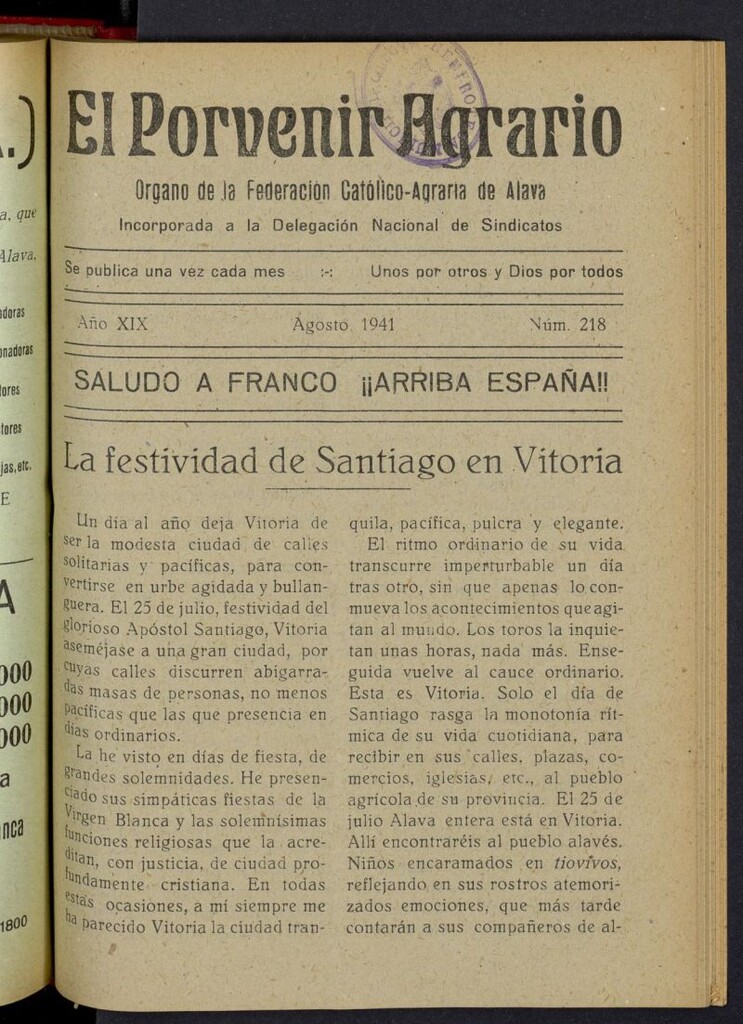 El Porvenir Agrario
Organo de la Federación Católico-Agraria de Alava
Incorporada a la Delegación Nacional de Sindicatos
Se publica una vez cada mes :-: Unos por otros y Dios por todos
Año XIX Agosto 1941 Núm. 218
SALUDO A FRANCO ¡¡ARRIBA ESPAÑA!!
La festividad de Santiago en Vitoria
Un día al año deja Vitoria de
ser la modesta ciudad de calles
solitarias y pacíficas, para con-
vertirse en urbe agidada y bullan-
guera. El 25 de julio, festividad del
glorioso Apóstol Santiago, Vitoria
aseméjase a una gran ciudad, por
cuyas calles discurren abigarra-
das masas de personas, no menos
pacíficas que las que presencia en
días ordinarios.
La he visto en días de fiesta, de
grandes solemnidades. He presen-
ciado sus simpáticas fiestas de la
Virgen Blanca y las solemnísimas
funciones religiosas que la acre-
ditan, con justicia, de ciudad pro-
fundamente cristiana. En todas
estas ocasiones, a mí siempre me
ha parecido Vitoria la ciudad tran-
quila, pacífica, pulcra y elegante.
El ritmo ordinario de su vida
transcurre imperturbable un día
tras otro, sin que apenas lo con-
mueva los acontecimientos que agi-
tan al mundo. Los toros la inquie-
tan unas horas, nada más. Ense-
guida vuelve al cauce ordinario.
Esta es Vitoria. Solo el día de
Santiago rasga la monotonía rít-
mica de su vida cuotidiana, para
recibir en sus calles, plazas, co-
mercios, iglesias, etc., al pueblo
agrícola de su provincia. El 25 de
julio Alava entera está en Vitoria.
Allí encontraréis al pueblo alavés.
Niños encaramados en tiovivos,
reflejando en sus rostros atemori-
zados emociones, que más tarde
contarán a sus compañeros de al-
.)
a, que
Alava.
adoras
onadoras
tores
tores
jas, etc.
E
A
000
000
000
a
nca
1800